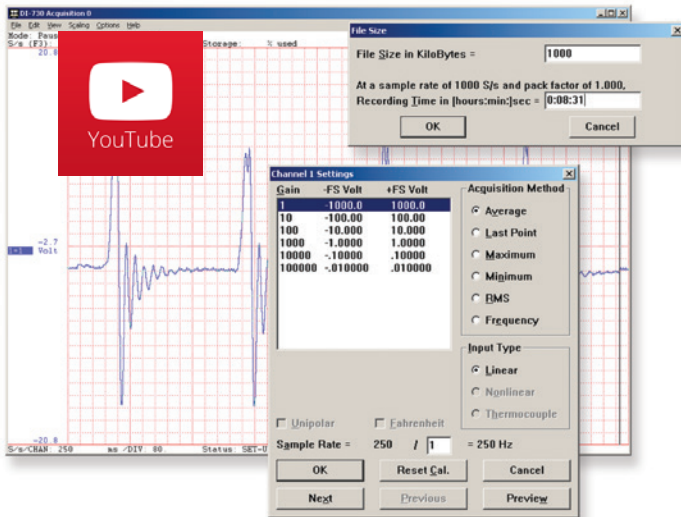 DI-730 Acquisition 0
File Edit View Scaling Options Help
Mode: Paus
S/s (F3): Storage: % used
20.0
YouTube
-2.7
1=1 Volt
-20.0
S/s/CHAN: 250 ms /DIV: 80. Status: SET-U
File Size
File Size in KiloBytes = 1000
At a sample rate of 1000 S/s and pack factor of 1.000,
Recording Time in [hours:min:]sec = 0:08:31
OK Cancel
Channel 1 Settings
Gain -FS Volt +FS Volt
1 -1000.0 1000.0
10 -100.00 100.00
100 -10.000 10.000
1000 -1.0000 1.0000
10000 -.10000 .10000
100000 -.010000 .010000
Acquisition Method
Average
Last Point
Maximum
Minimum
RMS
Frequency
Input Type
Linear
Nonlinear
Thermocouple
Unipolar Fahrenheit
Sample Rate = 250 / 1 = 250 Hz
OK Reset Cal. Cancel
Next Previous Preview